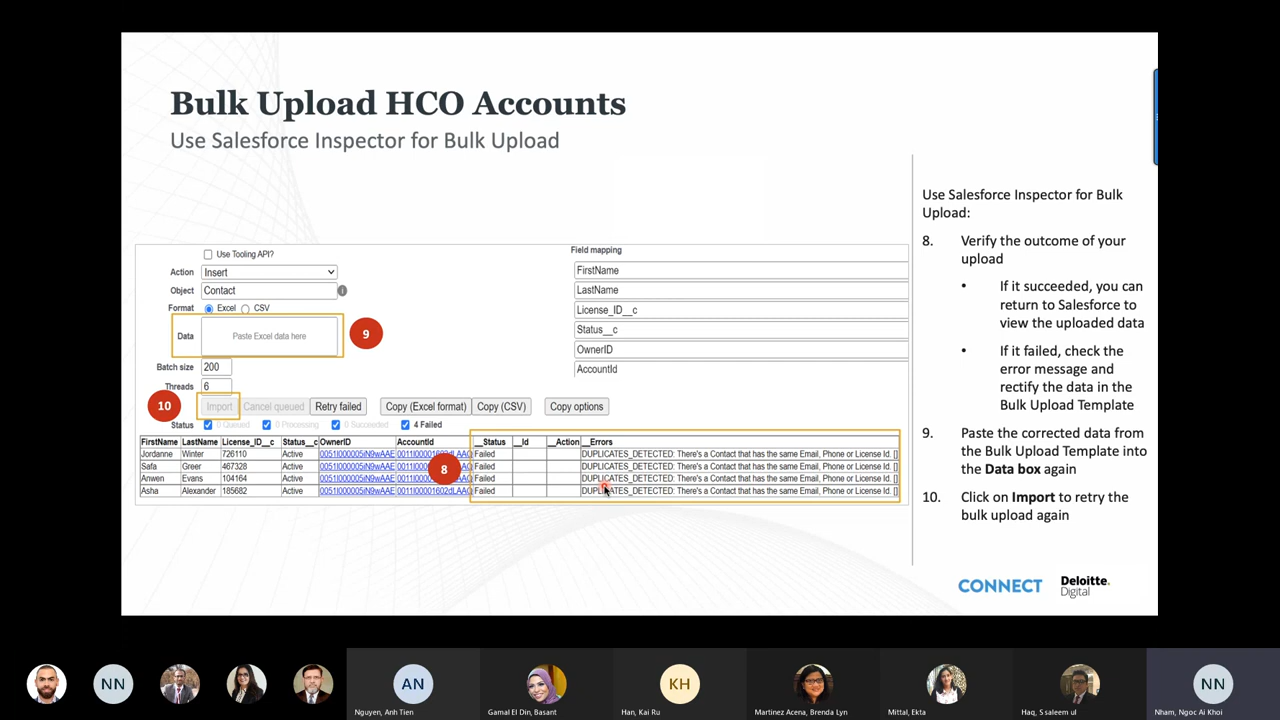 Bulk Upload HCO Accounts
Use Salesforce Inspector for Bulk Upload
Use Tooling API?
Action Insert
Object Contact
Format Excel CSV
Data Paste Excel data here
9
Batch size 200
Threads 6
10
Import Cancel queued Retry failed Copy (Excel format) Copy (CSV) Copy options
Status 0 Queued 0 Processing 0 Succeeded 4 Failed
Field mapping
FirstName
LastName
License_ID__c
Status__c
OwnerID
AccountId
FirstName LastName License_ID__c Status__c OwnerID AccountId __Status __Id __Action __Errors
Jordanne Winter 726110 Active Failed DUPLICATES_DETECTED: There's a Contact that has the same Email, Phone or License Id. []
Safa Greer 467328 Active Failed DUPLICATES_DETECTED: There's a Contact that has the same Email, Phone or License Id. []
Anwen Evans 104164 Active Failed DUPLICATES_DETECTED: There's a Contact that has the same Email, Phone or License Id. []
Asha Alexander 185682 Active Failed DUPLICATES_DETECTED: There's a Contact that has the same Email, Phone or License Id. []
8
Use Salesforce Inspector for Bulk
Upload:
8. Verify the outcome of your
upload
• If it succeeded, you can
return to Salesforce to
view the uploaded data
• If it failed, check the
error message and
rectify the data in the
Bulk Upload Template
9. Paste the corrected data from
the Bulk Upload Template into
the Data box again
10. Click on Import to retry the
bulk upload again
CONNECT Deloitte.
Digital
NN
AN
KH
NN
Nguyen, Anh Tien
Gamal El Din, Basant
Han, Kai Ru
Martinez Acena, Brenda Lyn
Mittal, Ekta
Haq, S saleem ul
Nham, Ngoc Ai Khoi